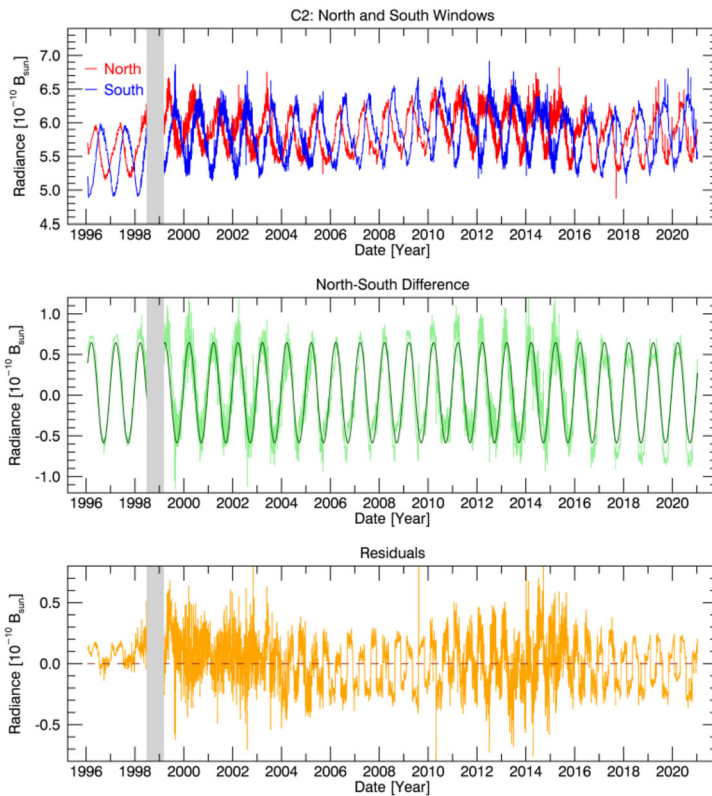 C2: North and South Windows
7.0
6.5
6.0
5.5
5.0
4.5
Radiance [10⁻¹⁰ B_sun]
North
South
1996 1998 2000 2002 2004 2006 2008 2010 2012 2014 2016 2018 2020
Date [Year]
North-South Difference
1.0
0.5
0.0
-0.5
-1.0
Radiance [10⁻¹⁰ B_sun]
1996 1998 2000 2002 2004 2006 2008 2010 2012 2014 2016 2018 2020
Date [Year]
Residuals
0.5
0.0
-0.5
Radiance [10⁻¹⁰ B_sun]
1996 1998 2000 2002 2004 2006 2008 2010 2012 2014 2016 2018 2020
Date [Year]